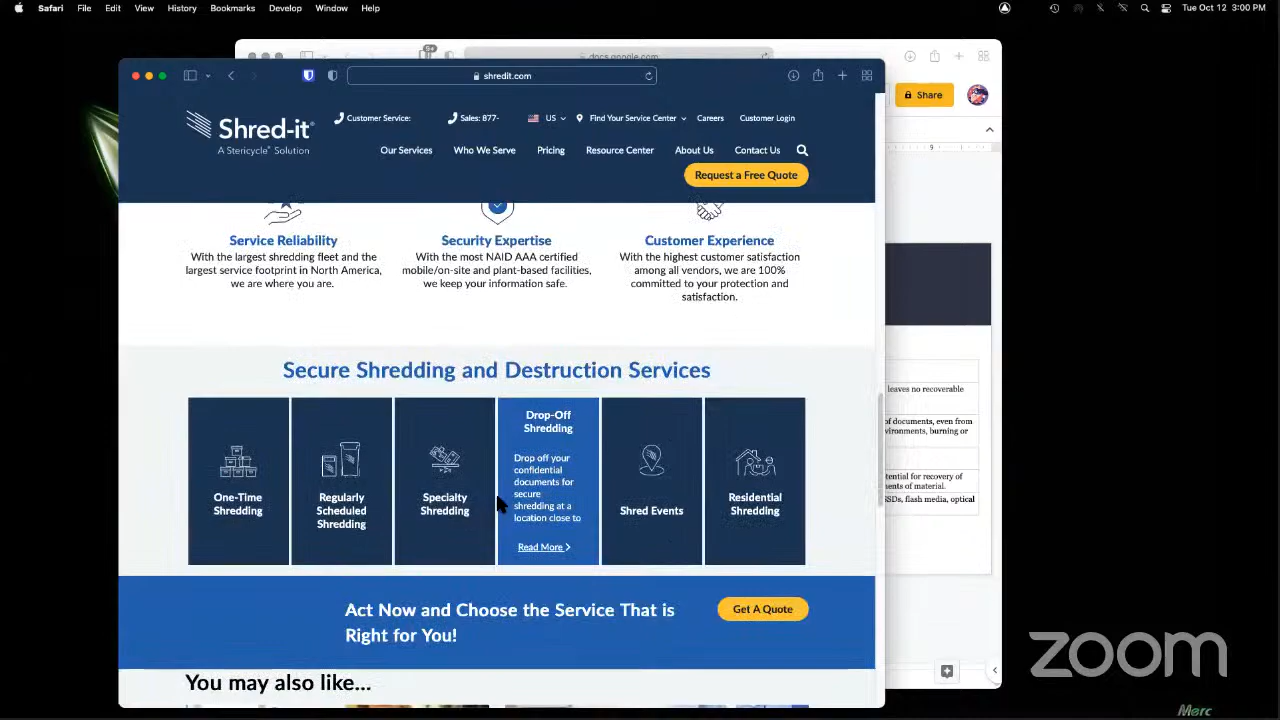 Safari File Edit View History Bookmarks Develop Window Help
Tue Oct 12 3:00 PM
docs.google.com
shredit.com
Share
9
Shred-it®
A Stericycle® Solution
Customer Service:
Sales: 877-
US
Find Your Service Center
Careers
Customer Login
Our Services
Who We Serve
Pricing
Resource Center
About Us
Contact Us
Request a Free Quote
Service Reliability
With the largest shredding fleet and the
largest service footprint in North America,
we are where you are.
Security Expertise
With the most NAID AAA certified
mobile/on-site and plant-based facilities,
we keep your information safe.
Customer Experience
With the highest customer satisfaction
among all vendors, we are 100%
committed to your protection and
satisfaction.
leaves no recoverable
of documents, even from
vironments, burning or
tential for recovery of
ents of material.
SSDs, flash media, optical
Secure Shredding and Destruction Services
One-Time
Shredding
Regularly
Scheduled
Shredding
Specialty
Shredding
Drop-Off
Shredding
Drop off your
confidential
documents for
secure
shredding at a
location close to
Read More
Shred Events
Residential
Shredding
Act Now and Choose the Service That is
Right for You!
Get A Quote
You may also like...
zoom